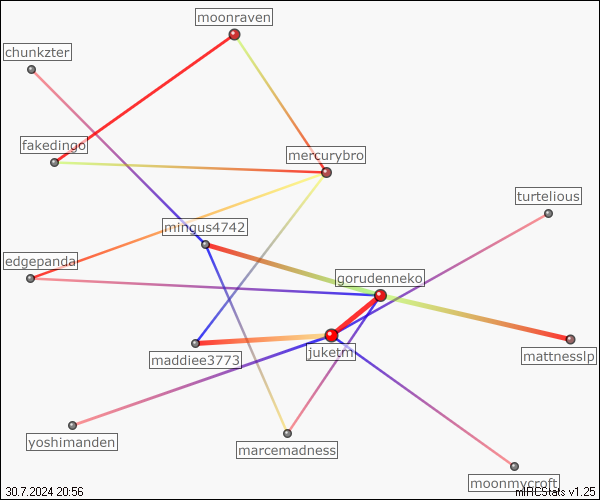 moonraven
chunkzter
fakedingo
mercurybro
turtelious
mingus4742
edgepanda
gorudenneko
juketm
maddiee3773
mattnesslp
yoshimanden
marcemadness
moonmycroft
30.7.2024 20:56
mIRCStats v1.25